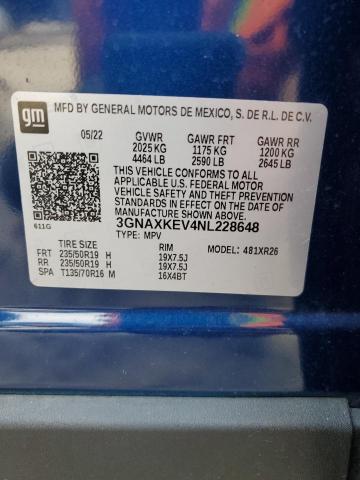 gm
MFD BY GENERAL MOTORS DE MEXICO, S. DE R.L. DE C.V.
05/22 GVWR GAWR FRT GAWR RR
2025 KG 1175 KG 1200 KG
4464 LB 2590 LB 2645 LB
THIS VEHICLE CONFORMS TO ALL
APPLICABLE U.S. FEDERAL MOTOR
VEHICLE SAFETY AND THEFT PREVENTION
STANDARDS IN EFFECT ON THE DATE OF
MANUFACTURE SHOWN ABOVE.
3GNAXKEV4NL228648
611G TYPE: MPV MODEL: 481XR26
TIRE SIZE RIM
FRT 235/50R19 H 19X7.5J
RR 235/50R19 H 19X7.5J
SPA T135/70R16 M 16X4BT